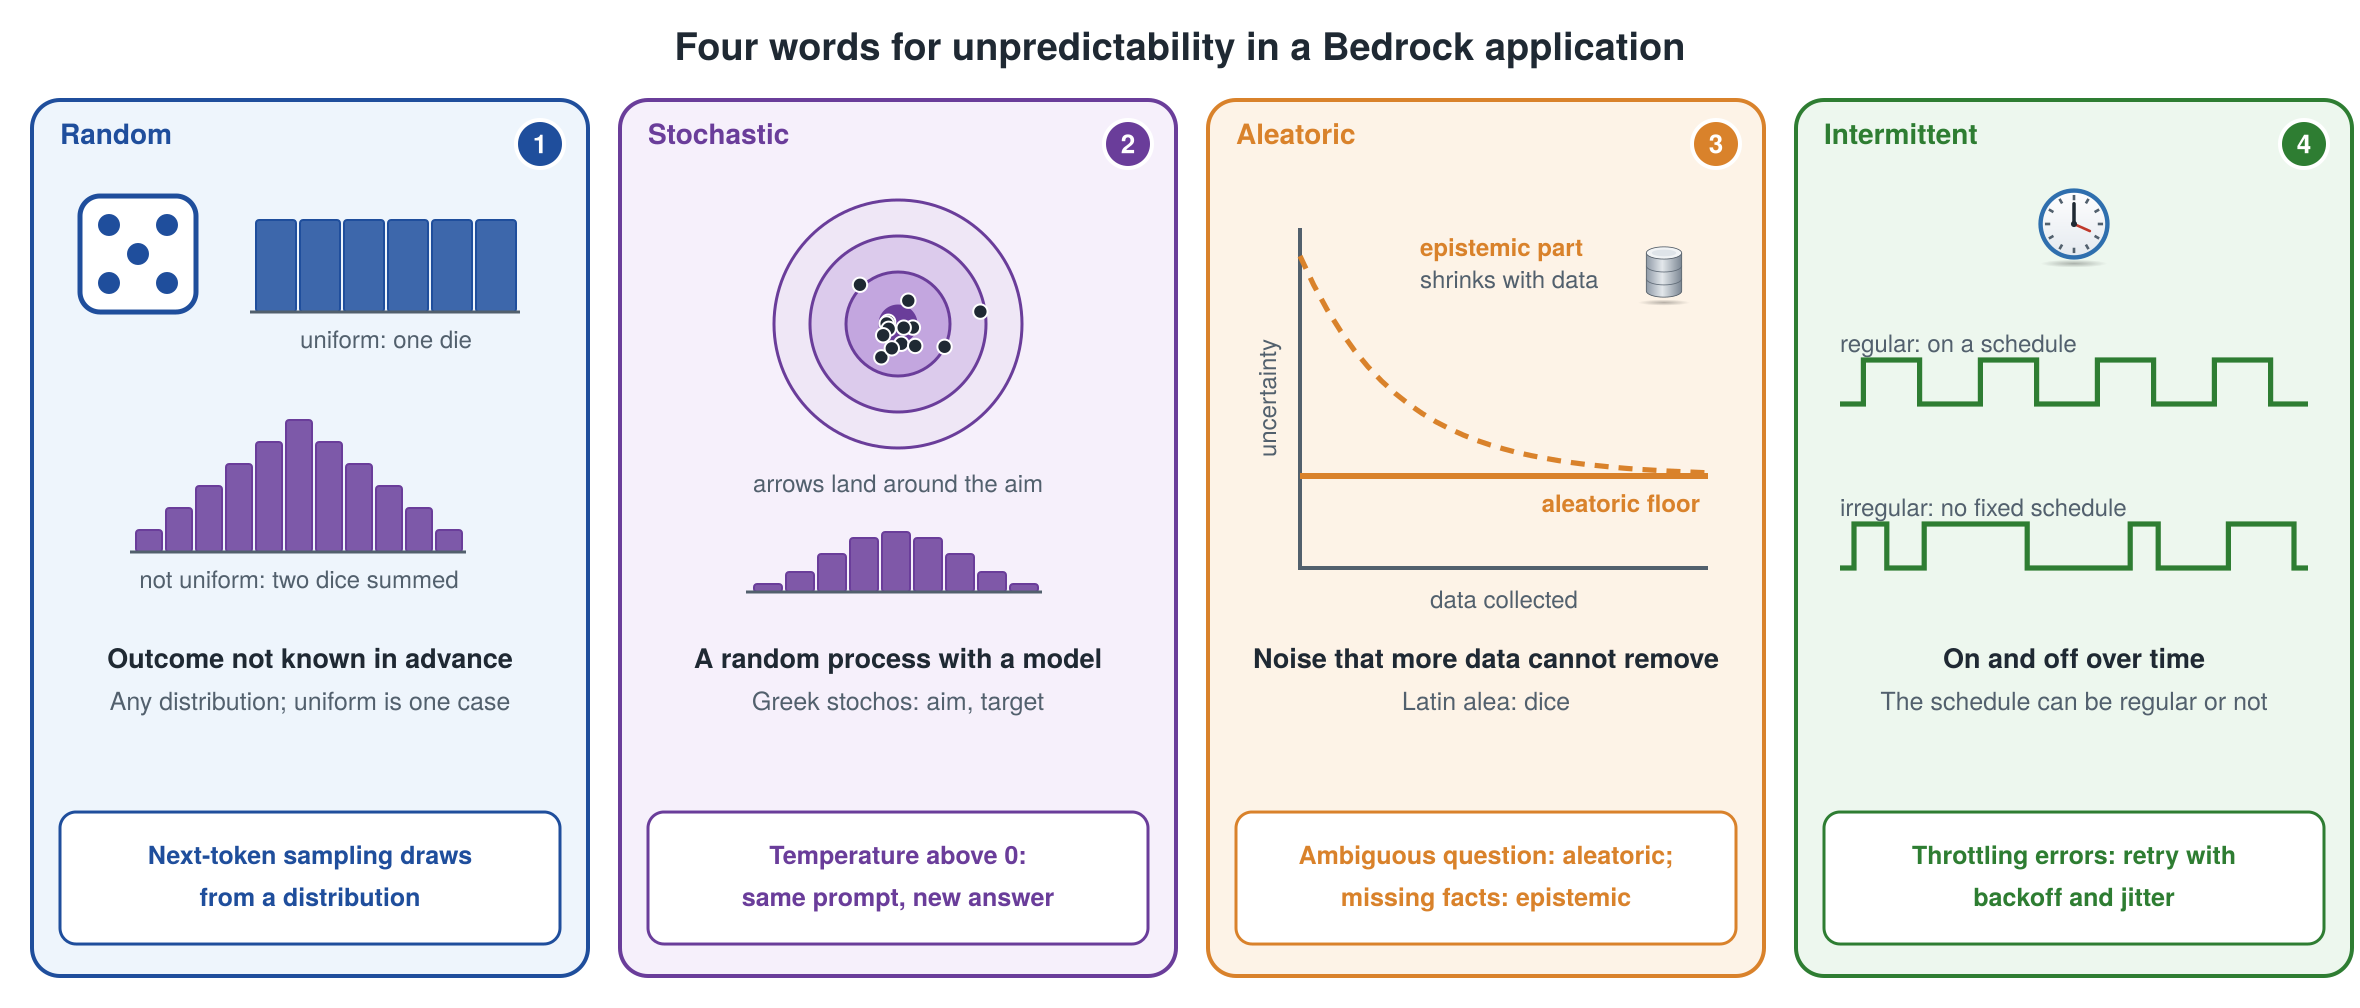 Four words for unpredictability in a Bedrock application
Random
1
uniform: one die
not uniform: two dice summed
Outcome not known in advance
Any distribution; uniform is one case
Next-token sampling draws
from a distribution
Stochastic
2
arrows land around the aim
A random process with a model
Greek stochos: aim, target
Temperature above 0:
same prompt, new answer
Aleatoric
3
epistemic part
shrinks with data
uncertainty
aleatoric floor
data collected
Noise that more data cannot remove
Latin alea: dice
Ambiguous question: aleatoric;
missing facts: epistemic
Intermittent
4
regular: on a schedule
irregular: no fixed schedule
On and off over time
The schedule can be regular or not
Throttling errors: retry with
backoff and jitter